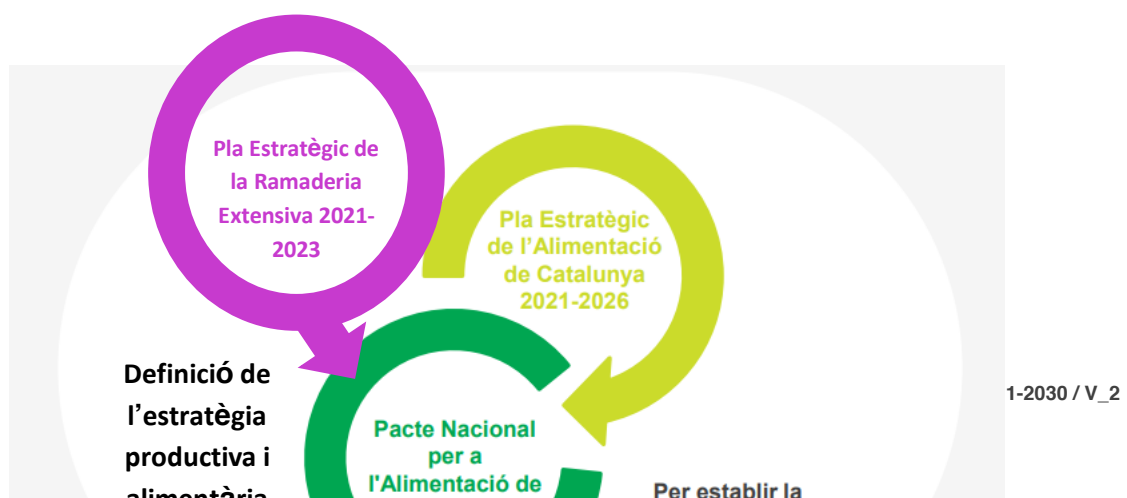 Pla Estratègic de
la Ramaderia
Extensiva 2021-
2023
Pla Estratègic
de l'Alimentació
de Catalunya
2021-2026
Definició de
l'estratègia
productiva i
alimentària
1-2030 / V_2
Pacte Nacional
per a
l'Alimentació de
Per establir la